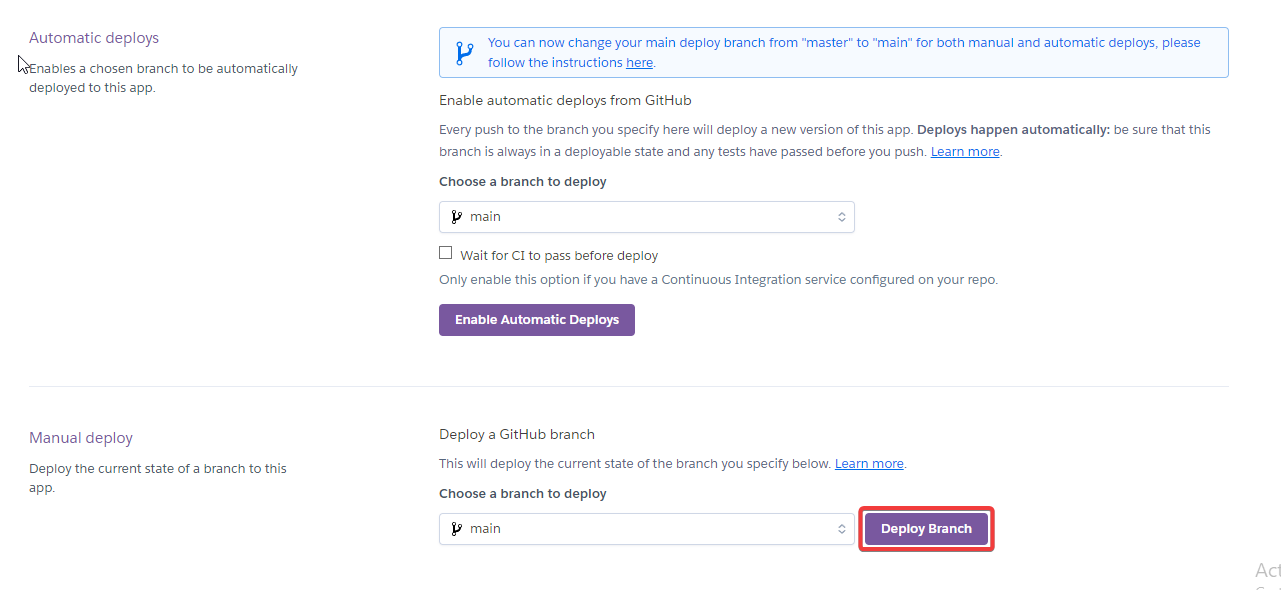 Automatic deploys
Enables a chosen branch to be automatically
deployed to this app.
You can now change your main deploy branch from "master" to "main" for both manual and automatic deploys, please
follow the instructions here.
Enable automatic deploys from GitHub
Every push to the branch you specify here will deploy a new version of this app. Deploys happen automatically: be sure that this
branch is always in a deployable state and any tests have passed before you push. Learn more.
Choose a branch to deploy
main
Wait for CI to pass before deploy
Only enable this option if you have a Continuous Integration service configured on your repo.
Enable Automatic Deploys
Manual deploy
Deploy the current state of a branch to this
app.
Deploy a GitHub branch
This will deploy the current state of the branch you specify below. Learn more.
Choose a branch to deploy
main
Deploy Branch
Act